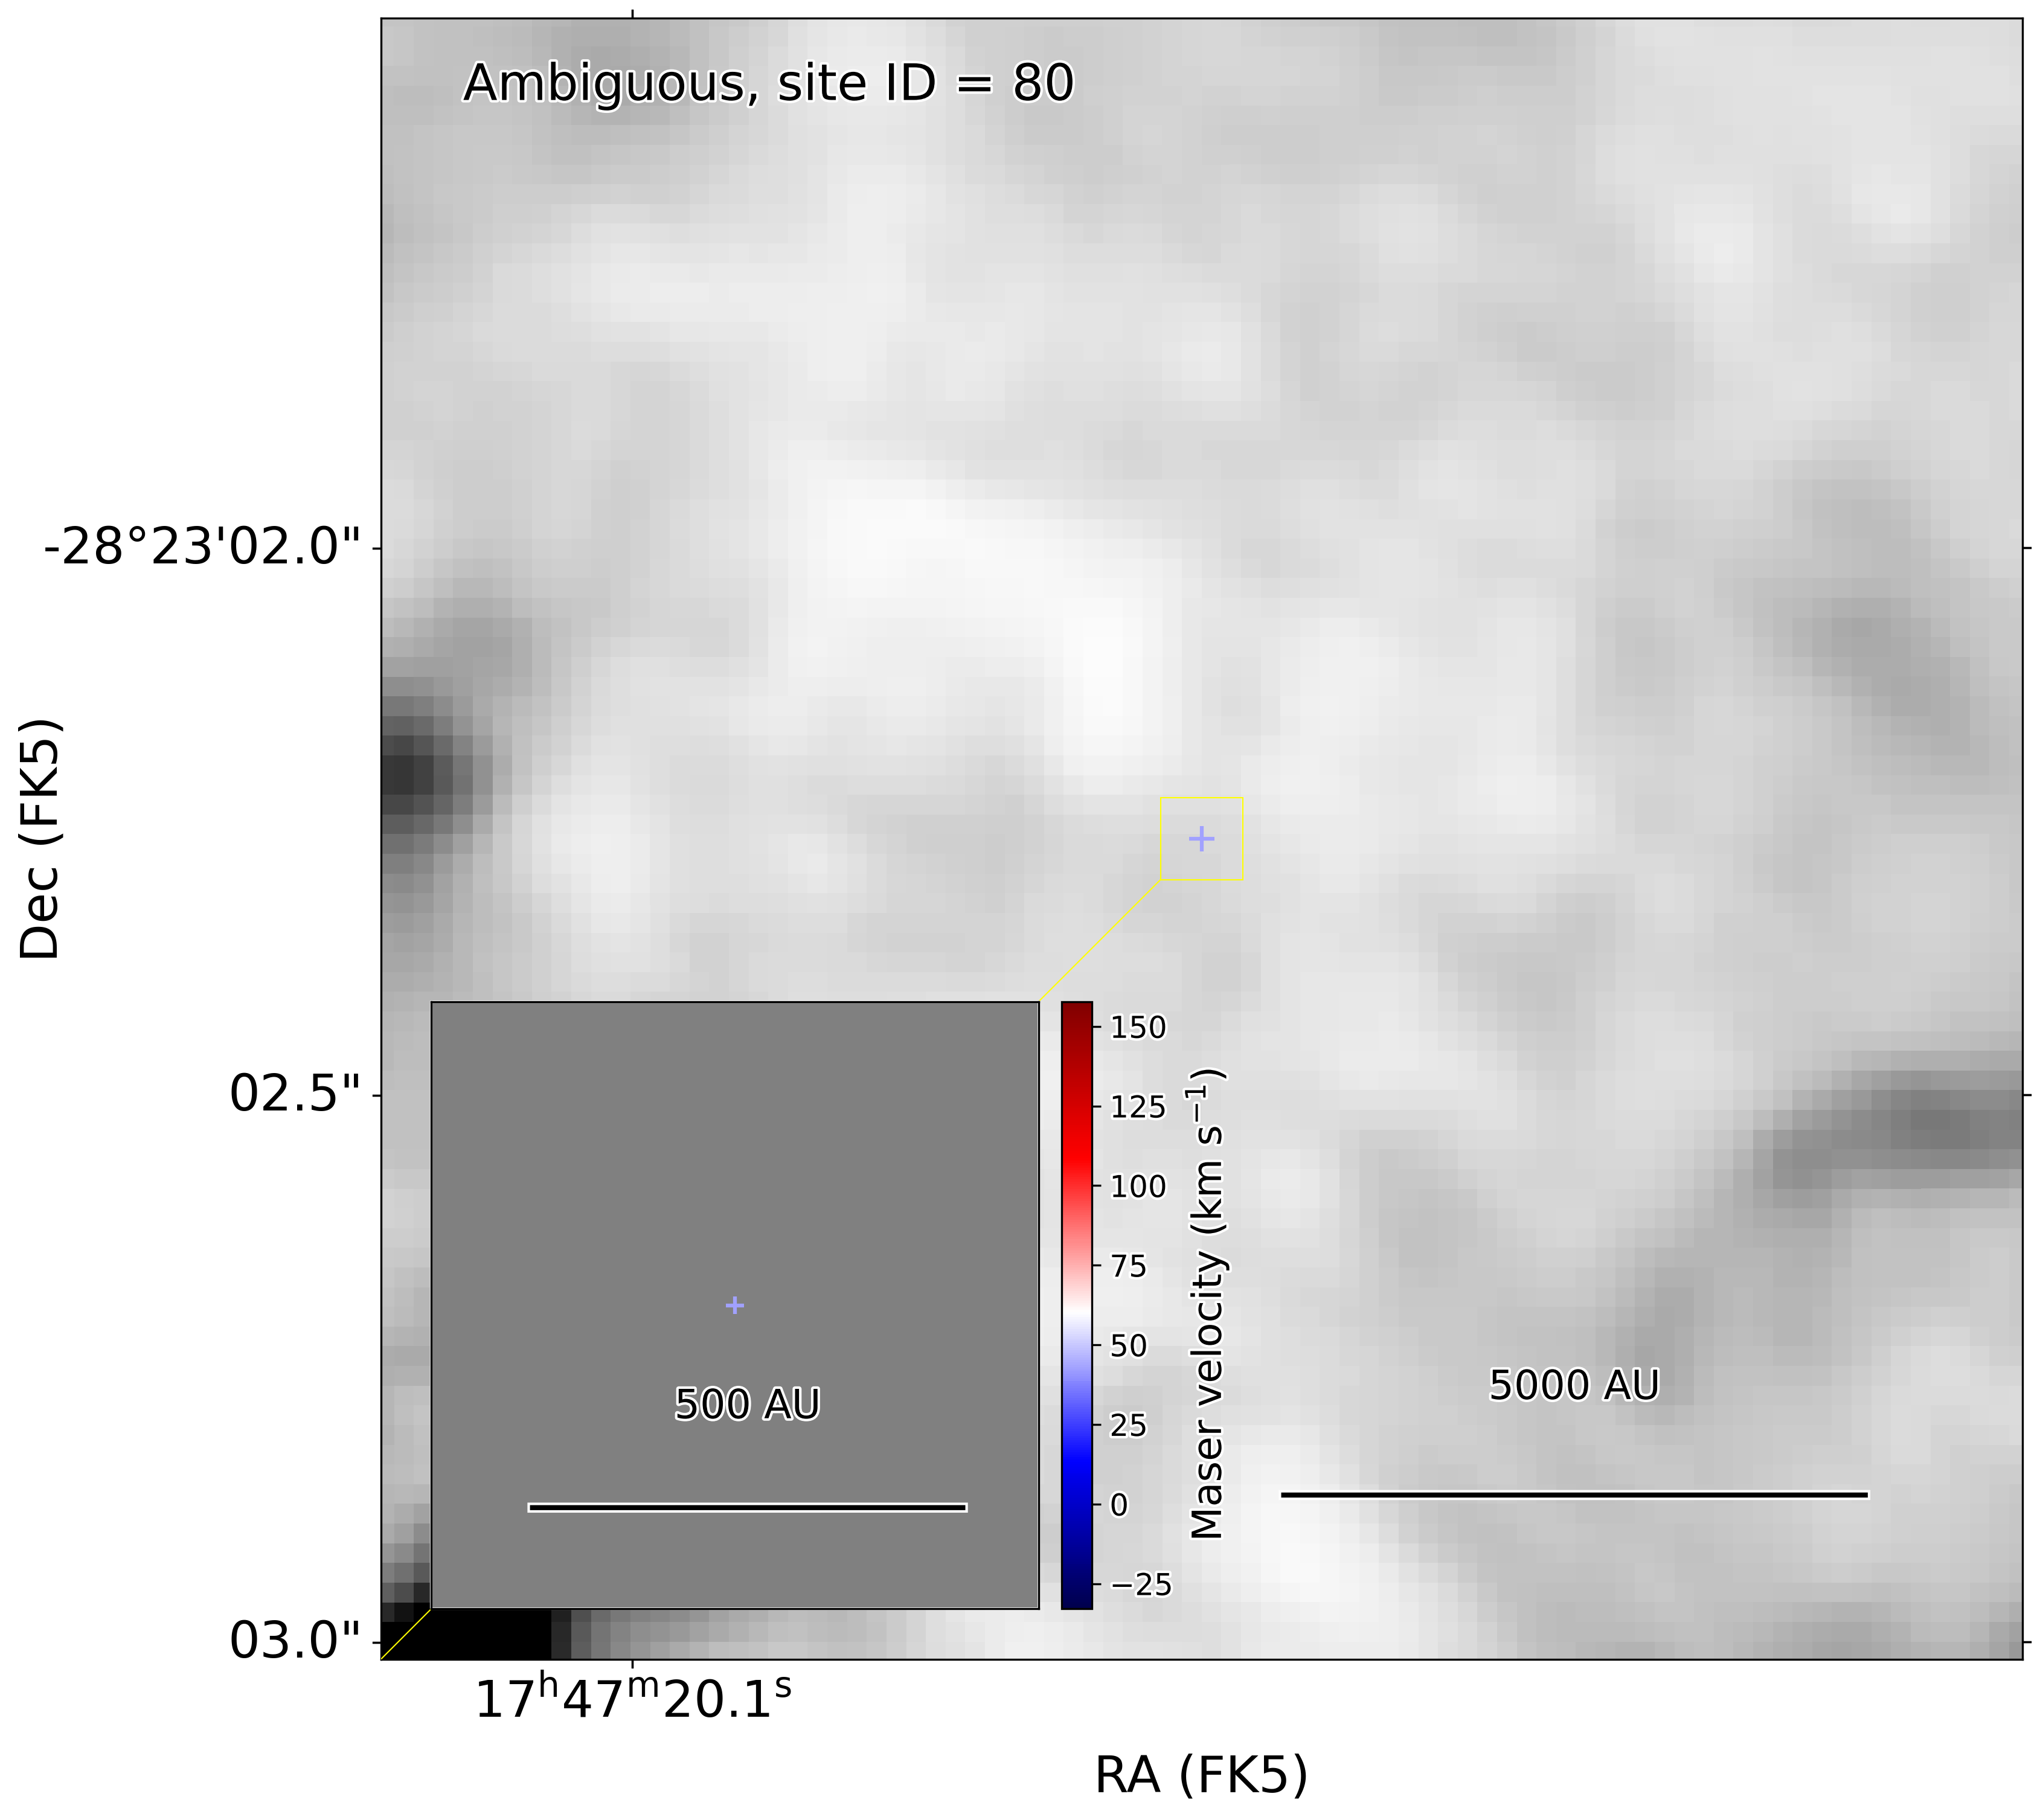 Ambiguous, site ID = 80
-28°23'02.0"
02.5"
03.0"
Dec (FK5)
17ʰ47ᵐ20.1ˢ
RA (FK5)
500 AU
150
125
100
75
50
25
0
−25
Maser velocity (km s⁻¹)
5000 AU